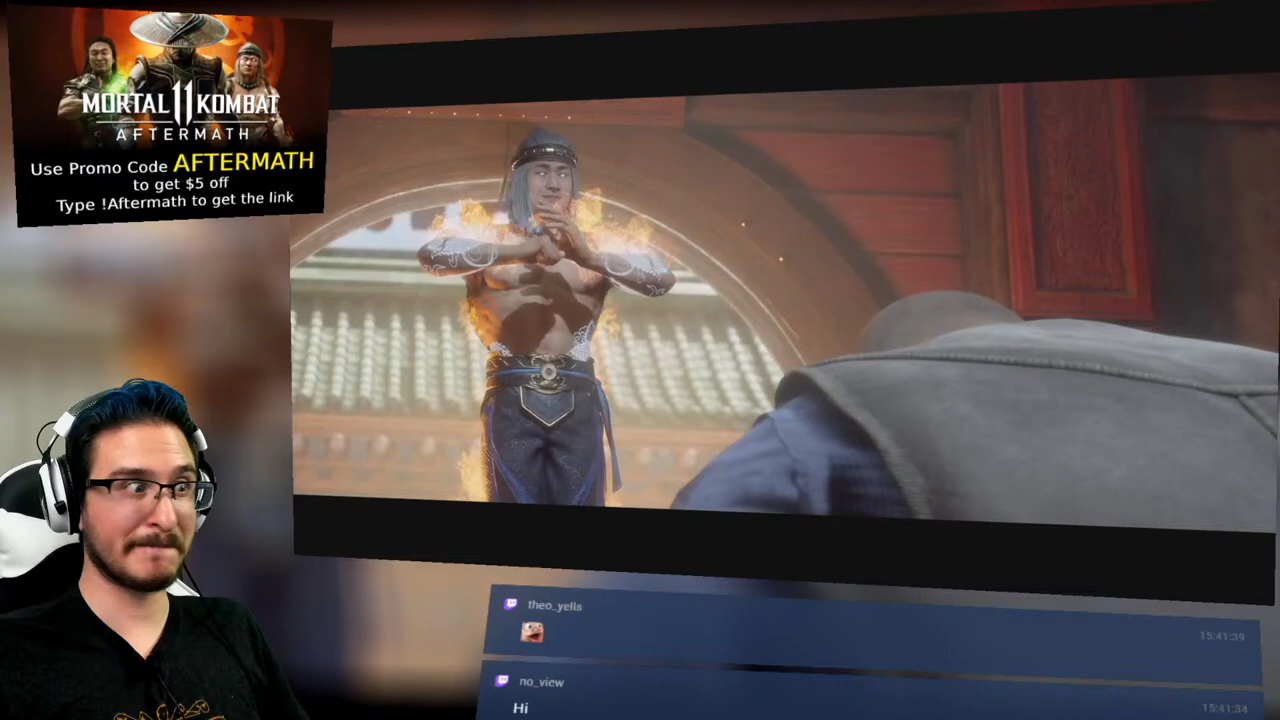 MORTAL 11 KOMBAT
AFTERMATH
Use Promo Code AFTERMATH
to get $5 off
Type !Aftermath to get the link
theo_yells
15:41:39
no_view
Hi
15:41:34